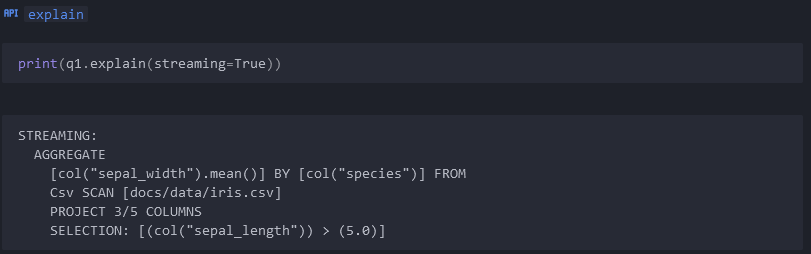 API explain
print(q1.explain(streaming=True))
STREAMING:
  AGGREGATE
    [col("sepal_width").mean()] BY [col("species")] FROM
    Csv SCAN [docs/data/iris.csv]
    PROJECT 3/5 COLUMNS
    SELECTION: [(col("sepal_length")) > (5.0)]